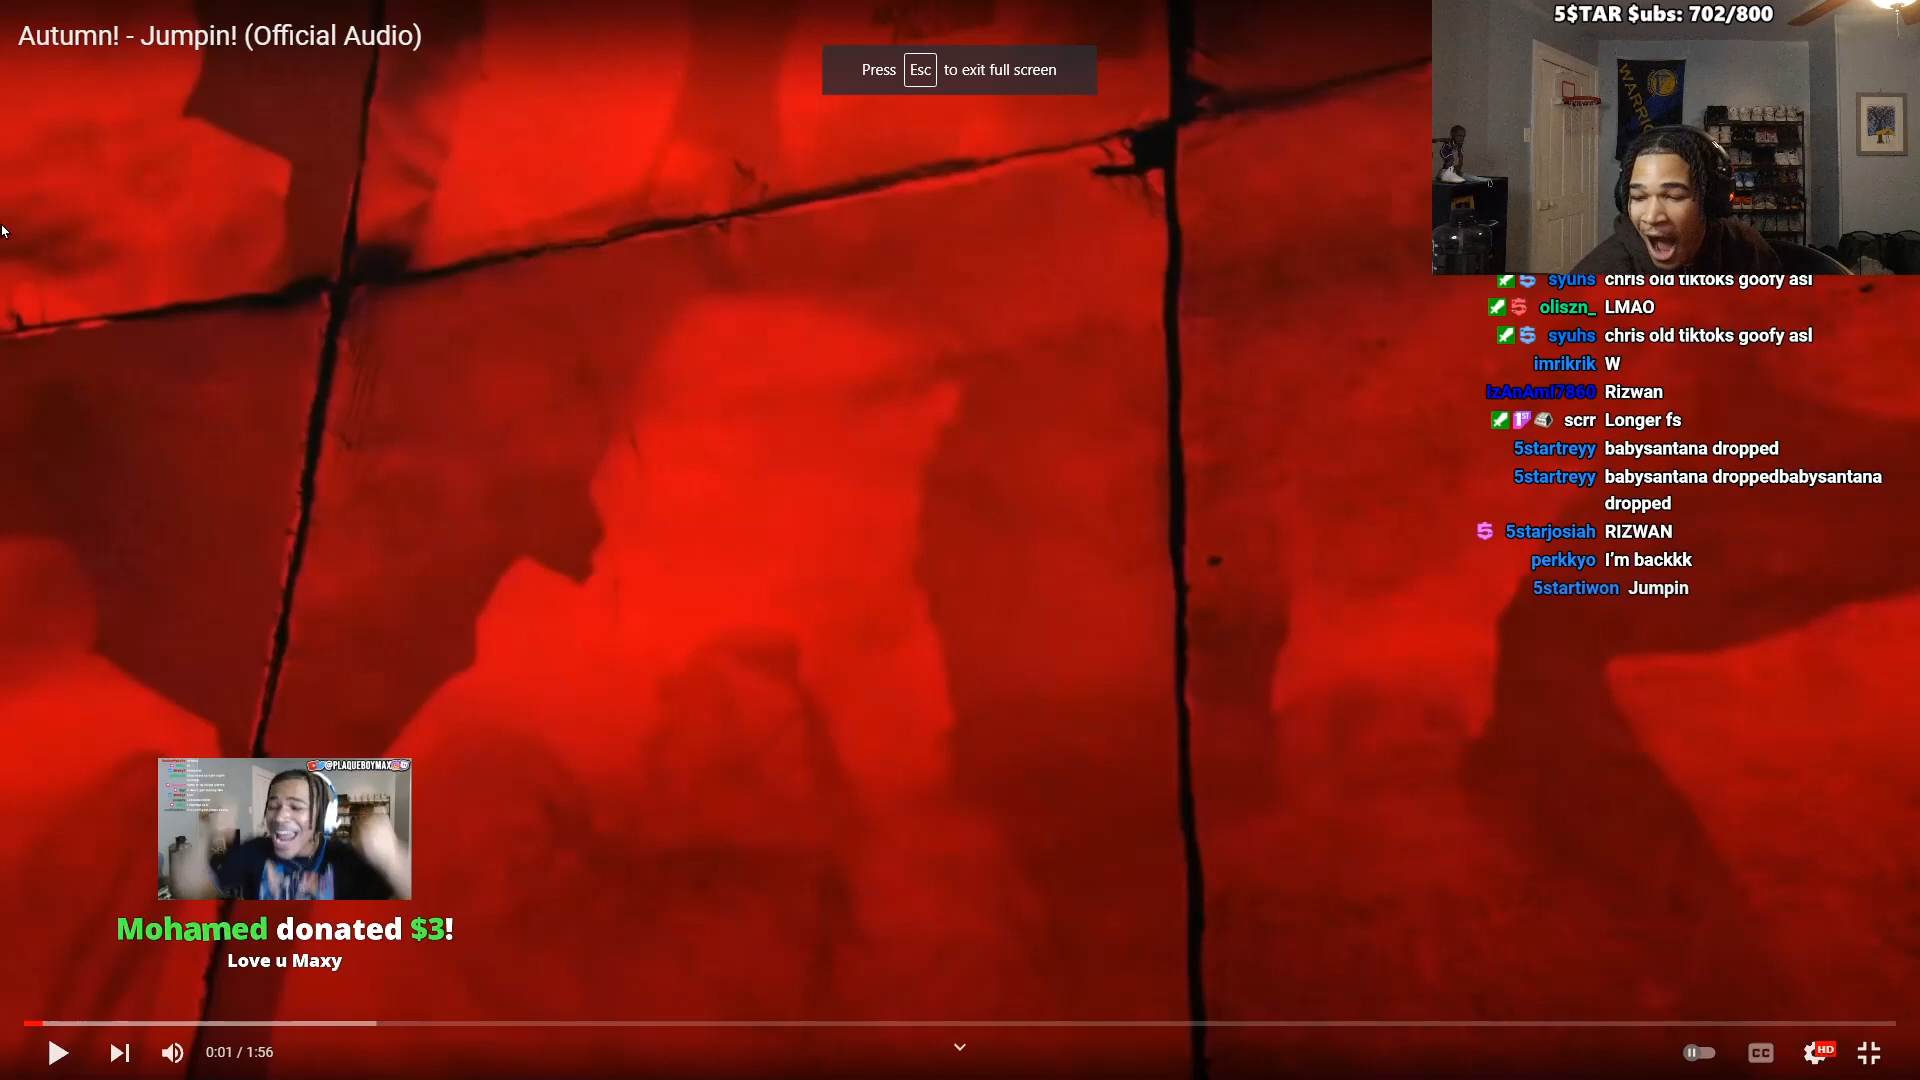 Autumn! - Jumpin! (Official Audio)
Press Esc to exit full screen
5$TAR $ubs: 702/800
WARRIO
syuhs chris old tiktoks goofy asl
oliszn_ LMAO
syuhs chris old tiktoks goofy asl
imrikrik W
IzAnAmI7860 Rizwan
scrr Longer fs
5startreyy babysantana dropped
5startreyy babysantana droppedbabysantana
dropped
5starjosiah RIZWAN
perkkyo I’m backkk
5startiwon Jumpin
@PLAQUEBOYMAX
Mohamed donated $3!
Love u Maxy
0:01 / 1:56
CC
HD